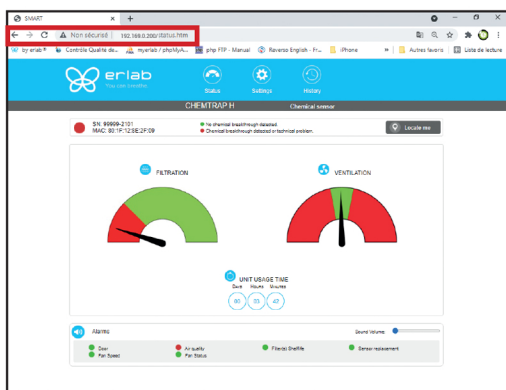 SMART
Non sécurisé | 192.168.0.200/status.htm
by erlab
Contrôle Qualité de...
myerlab / phpMyA...
php FTP - Manual
Reverso English - Fr...
iPhone
»
Autres favoris
Liste de lecture
erlab
You can breathe.
Status
Settings
History
CHEMTRAP H
Chemical sensor
SN: 99999-2101
MAC: 80:1F:12:8E:2F:09
No chemical breakthrough detected.
Chemical breakthrough detected or technical problem.
Locate me
FILTRATION
VENTILATION
UNIT USAGE TIME
Days Hours Minutes
00 03 47
Alarms
Sound Volume:
Door
Air quality
Filter(s) Shelflife
Sensor replacement
Fan Speed
Fan Status